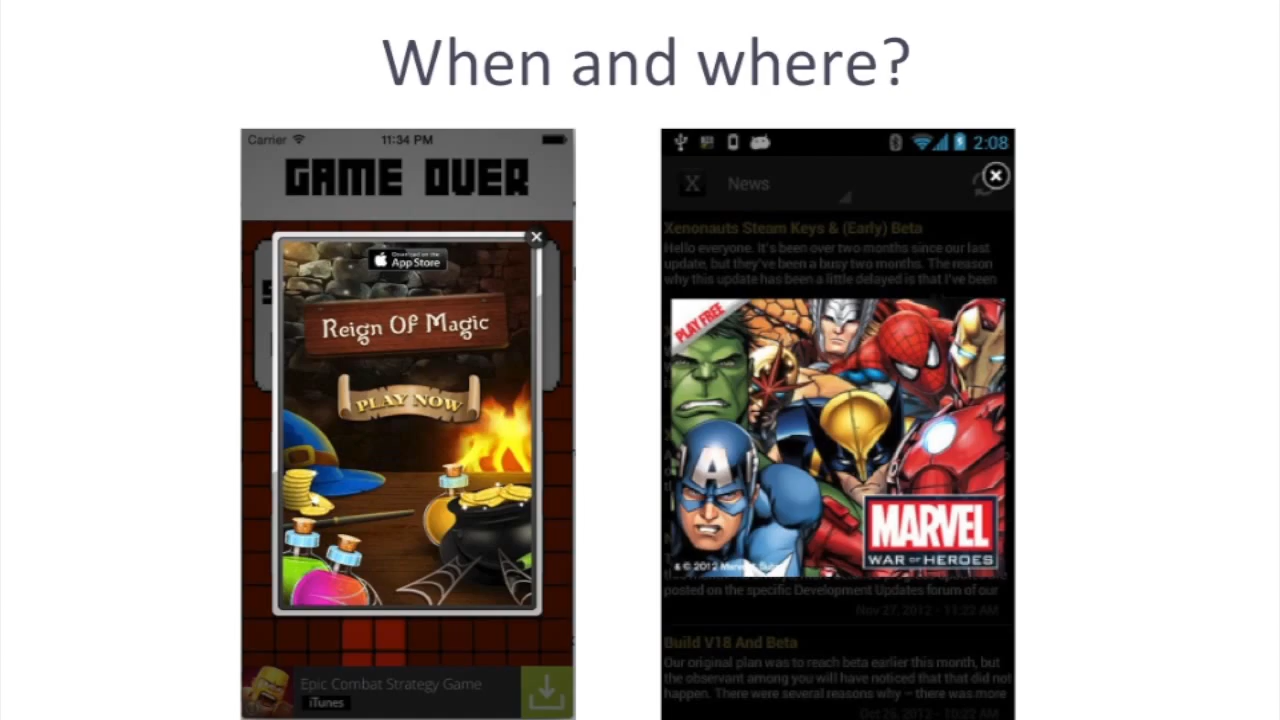 When and where?
Carrier 11:34 PM
GAME OVER
Download on the
App Store
Reign Of Magic
PLAY NOW
Epic Combat Strategy Game
iTunes
2:08
X News
Xenonauts Steam Keys & (Early) Beta
Hello everyone. It's been over two months since our last
update, but they've been a busy two months. The reason
why this update has been a little delayed is that I've been
PLAY FREE
MARVEL
WAR OF HEROES
& © 2012
posted on the specific Development Updates forum of our
Nov 27, 2012 - 11:22 AM
Build V18 And Beta
Our original plan was to reach beta earlier this month, but
the observant among you will have noticed that that did not
happen. There were several reasons why – there was more